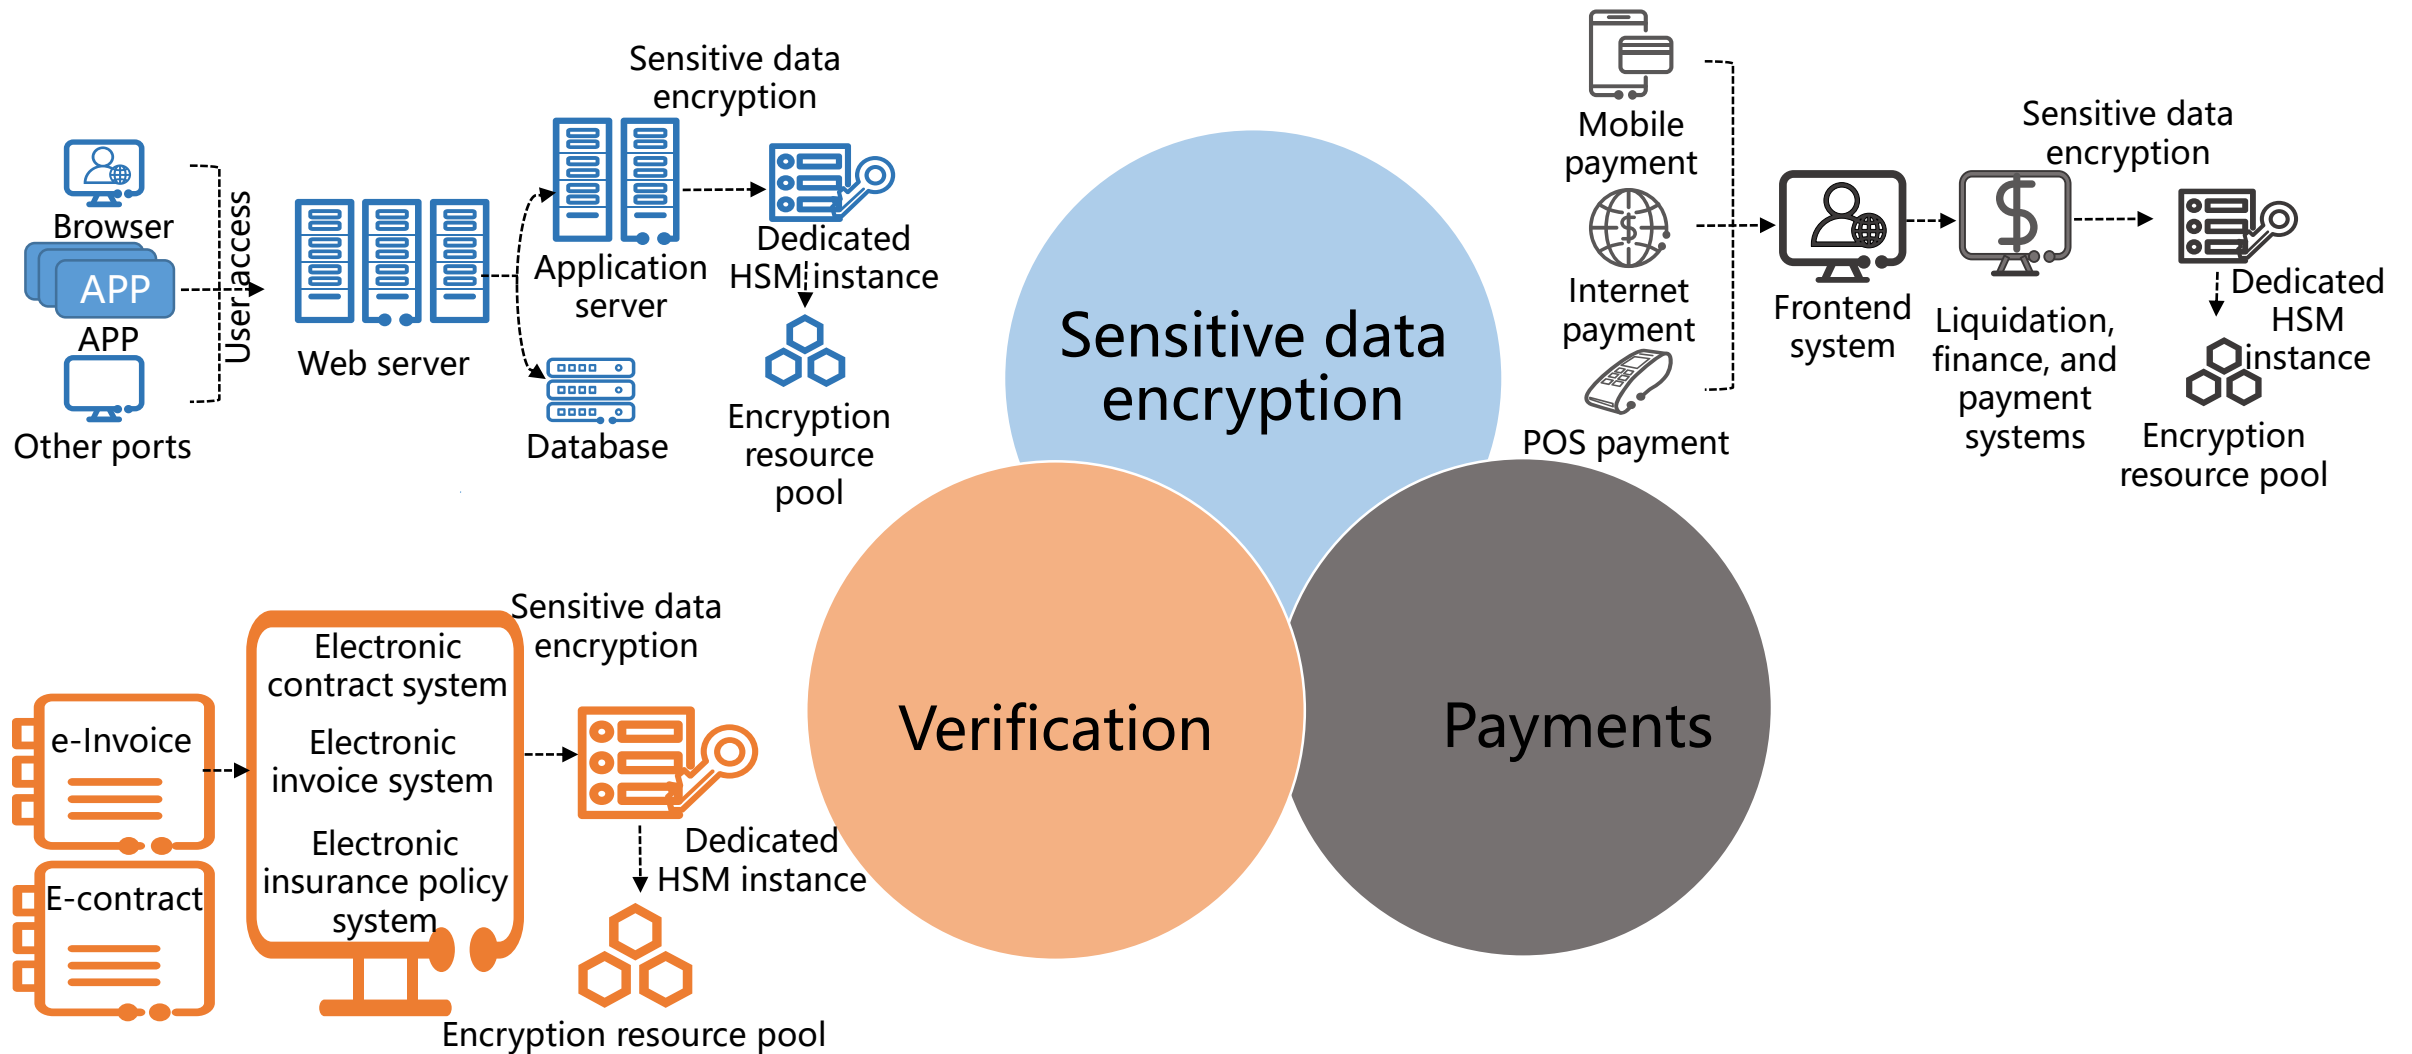 Sensitive data
encryption
Browser
APP
APP
Other ports
User access
Web server
Application
server
Database
Dedicated
HSM instance
Encryption
resource
pool
Mobile
payment
Internet
payment
POS payment
Frontend
system
Liquidation,
finance, and
payment
systems
Sensitive data
encryption
Dedicated
HSM
instance
Encryption
resource pool
Sensitive data
encryption
Verification
Payments
e-Invoice
E-contract
Electronic
contract system
Electronic
invoice system
Electronic
insurance policy
system
Sensitive data
encryption
Dedicated
HSM instance
Encryption resource pool